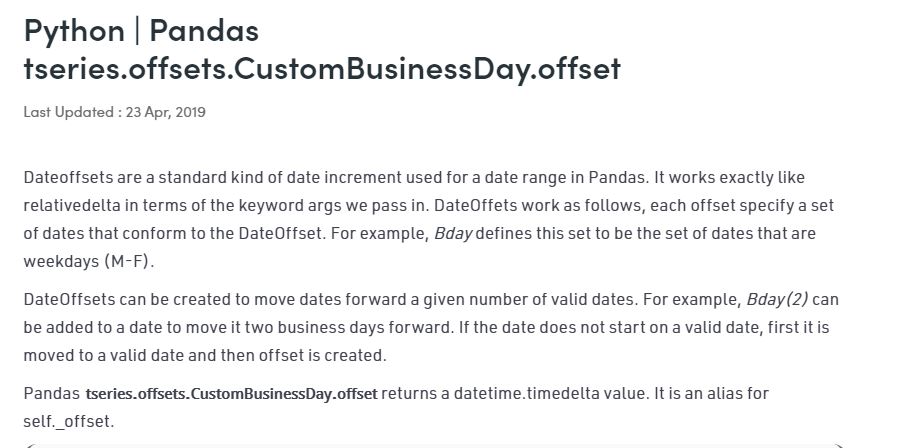 Python | Pandas
tseries.offsets.CustomBusinessDay.offset
Last Updated : 23 Apr, 2019
Dateoffsets are a standard kind of date increment used for a date range in Pandas. It works exactly like
relativedelta in terms of the keyword args we pass in. DateOffets work as follows, each offset specify a set
of dates that conform to the DateOffset. For example, Bday defines this set to be the set of dates that are
weekdays (M-F).
DateOffsets can be created to move dates forward a given number of valid dates. For example, Bday(2) can
be added to a date to move it two business days forward. If the date does not start on a valid date, first it is
moved to a valid date and then offset is created.
Pandas tseries.offsets.CustomBusinessDay.offset returns a datetime.timedelta value. It is an alias for
self._offset.